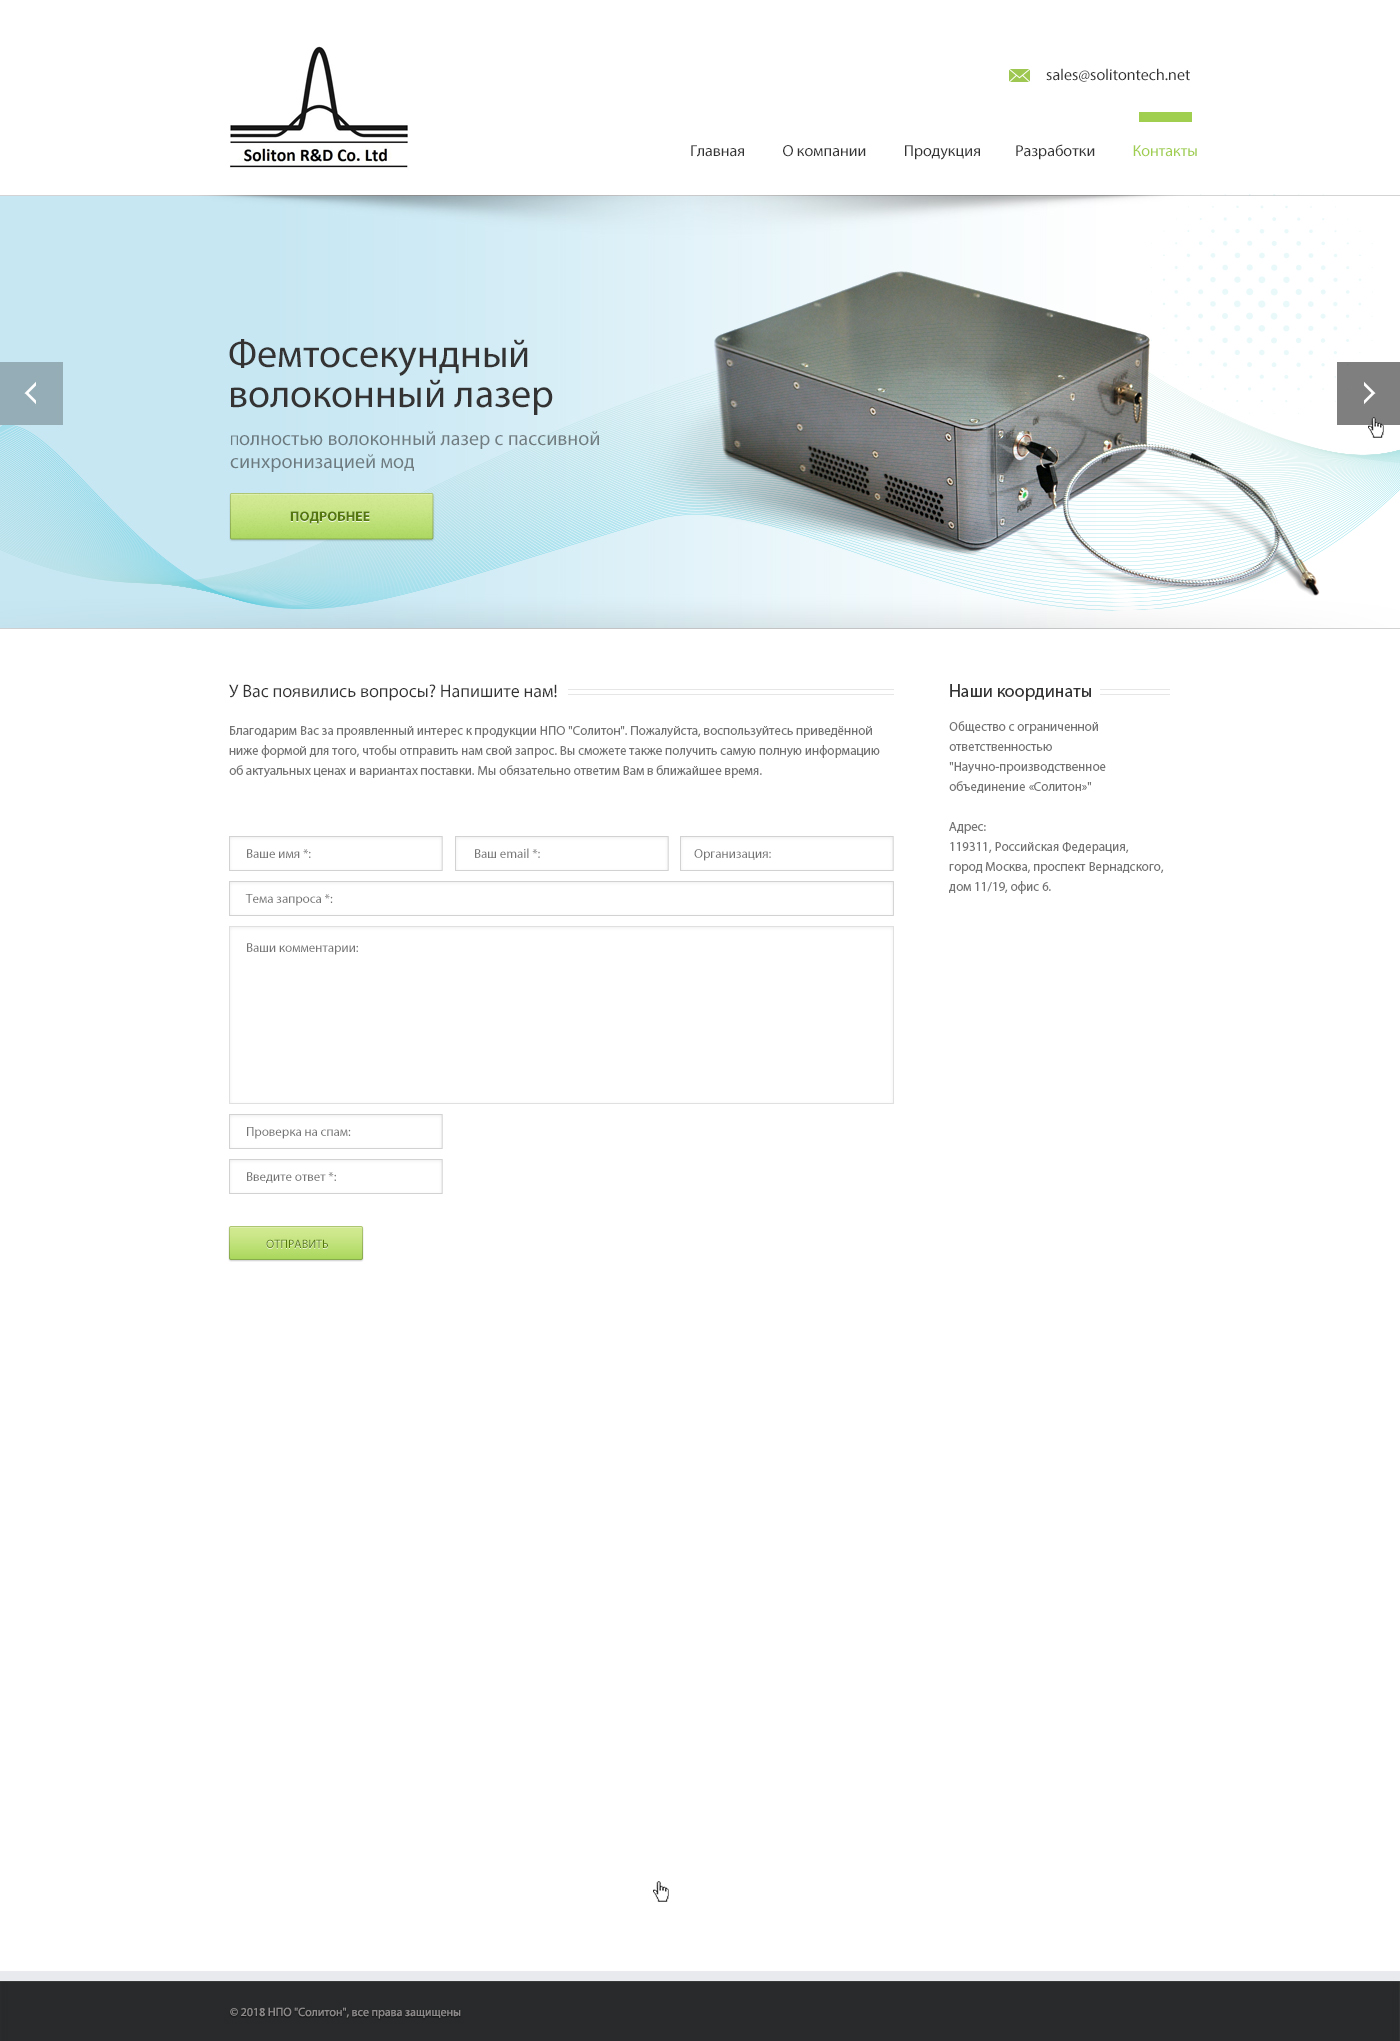 Soliton R&D Co. Ltd
sales@solitontech.net
Главная О компании Продукция Разработки Контакты
Фемтосекундный
волоконный лазер
полностью волоконный лазер с пассивной
синхронизацией мод
ПОДРОБНЕЕ
У Вас появились вопросы? Напишите нам!
Благодарим Вас за проявленный интерес к продукции НПО "Солитон". Пожалуйста, воспользуйтесь приведённой
ниже формой для того, чтобы отправить нам свой запрос. Вы сможете также получить самую полную информацию
об актуальных ценах и вариантах поставки. Мы обязательно ответим Вам в ближайшее время.
Ваше имя *:
Ваш email *:
Организация:
Тема запроса *:
Ваши комментарии:
Проверка на спам:
Введите ответ *:
ОТПРАВИТЬ
Наши координаты
Общество с ограниченной
ответственностью
"Научно-производственное
объединение «Солитон»"
Адрес:
119311, Российская Федерация,
город Москва, проспект Вернадского,
дом 11/19, офис 6.
© 2018 НПО "Солитон", все права защищены